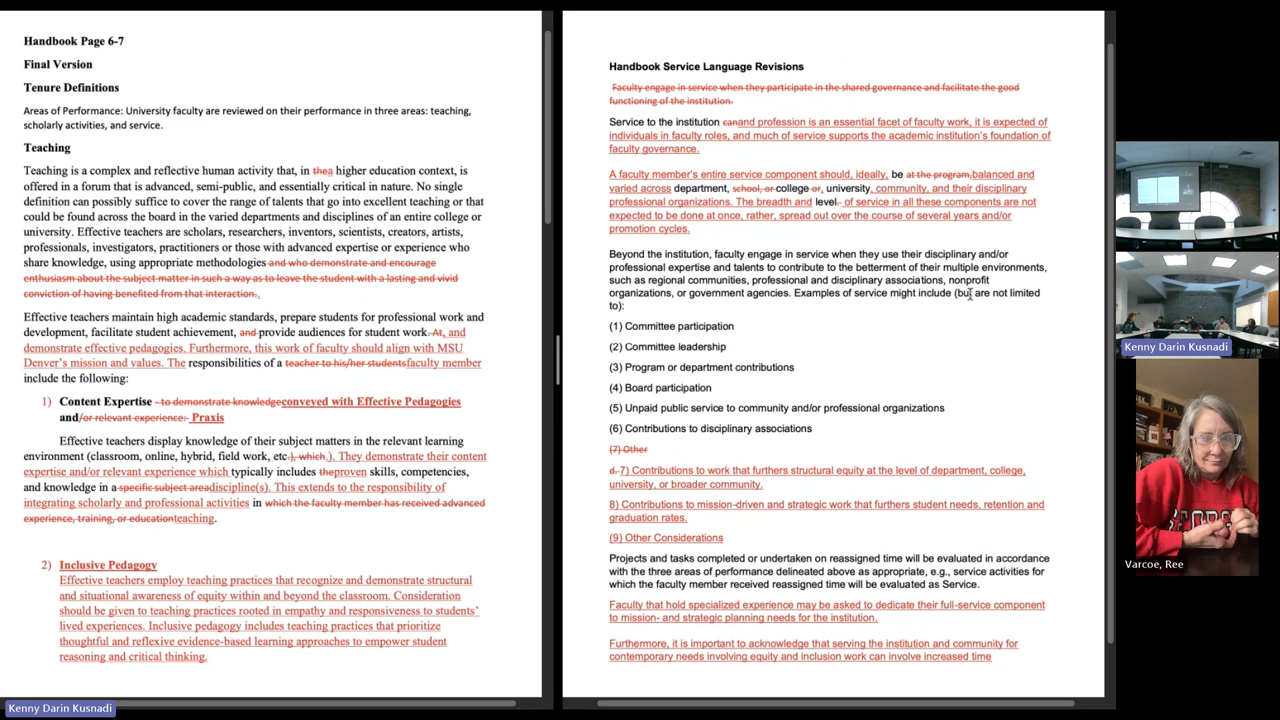 Handbook Page 6-7
Final Version
Tenure Definitions
Areas of Performance: University faculty are reviewed on their performance in three areas: teaching,
scholarly activities, and service.
Teaching
Teaching is a complex and reflective human activity that, in thea higher education context, is
offered in a forum that is advanced, semi-public, and essentially critical in nature. No single
definition can possibly suffice to cover the range of talents that go into excellent teaching or that
could be found across the board in the varied departments and disciplines of an entire college or
university. Effective teachers are scholars, researchers, inventors, scientists, creators, artists,
professionals, investigators, practitioners or those with advanced expertise or experience who
share knowledge, using appropriate methodologies and who demonstrate and encourage
enthusiasm about the subject matter in such a way as to leave the student with a lasting and vivid
conviction of having benefited from that interaction..
Effective teachers maintain high academic standards, prepare students for professional work and
development, facilitate student achievement, and provide audiences for student work. At, and
demonstrate effective pedagogies. Furthermore, this work of faculty should align with MSU
Denver's mission and values. The responsibilities of a teacher to his/her studentsfaculty member
include the following:
1) Content Expertise - to demonstrate knowledgeconveyed with Effective Pedagogies
and/or relevant experience: Praxis
Effective teachers display knowledge of their subject matters in the relevant learning
environment (classroom, online, hybrid, field work, etc.), which.). They demonstrate their content
expertise and/or relevant experience which typically includes theproven skills, competencies,
and knowledge in a specific subject areadiscipline(s). This extends to the responsibility of
integrating scholarly and professional activities in which the faculty member has received advanced
experience, training, or educationteaching.
2) Inclusive Pedagogy
Effective teachers employ teaching practices that recognize and demonstrate structural
and situational awareness of equity within and beyond the classroom. Consideration
should be given to teaching practices rooted in empathy and responsiveness to students'
lived experiences. Inclusive pedagogy includes teaching practices that prioritize
thoughtful and reflexive evidence-based learning approaches to empower student
reasoning and critical thinking.
Kenny Darin Kusnadi
Handbook Service Language Revisions
Faculty engage in service when they participate in the shared governance and facilitate the good
functioning of the institution.
Service to the institution canand profession is an essential facet of faculty work, it is expected of
individuals in faculty roles, and much of service supports the academic institution's foundation of
faculty governance.
A faculty member's entire service component should, ideally, be at the program,balanced and
varied across department, school, or college or, university, community, and their disciplinary
professional organizations. The breadth and level- of service in all these components are not
expected to be done at once, rather, spread out over the course of several years and/or
promotion cycles.
Beyond the institution, faculty engage in service when they use their disciplinary and/or
professional expertise and talents to contribute to the betterment of their multiple environments,
such as regional communities, professional and disciplinary associations, nonprofit
organizations, or government agencies. Examples of service might include (but are not limited
to):
(1) Committee participation
(2) Committee leadership
(3) Program or department contributions
(4) Board participation
(5) Unpaid public service to community and/or professional organizations
(6) Contributions to disciplinary associations
(7) Other
d. 7) Contributions to work that furthers structural equity at the level of department, college,
university, or broader community.
8) Contributions to mission-driven and strategic work that furthers student needs, retention and
graduation rates.
(9) Other Considerations
Projects and tasks completed or undertaken on reassigned time will be evaluated in accordance
with the three areas of performance delineated above as appropriate, e.g., service activities for
which the faculty member received reassigned time will be evaluated as Service.
Faculty that hold specialized experience may be asked to dedicate their full-service component
to mission- and strategic planning needs for the institution.
Furthermore, it is important to acknowledge that serving the institution and community for
contemporary needs involving equity and inclusion work can involve increased time
Kenny Darin Kusnadi
Varcoe, Ree